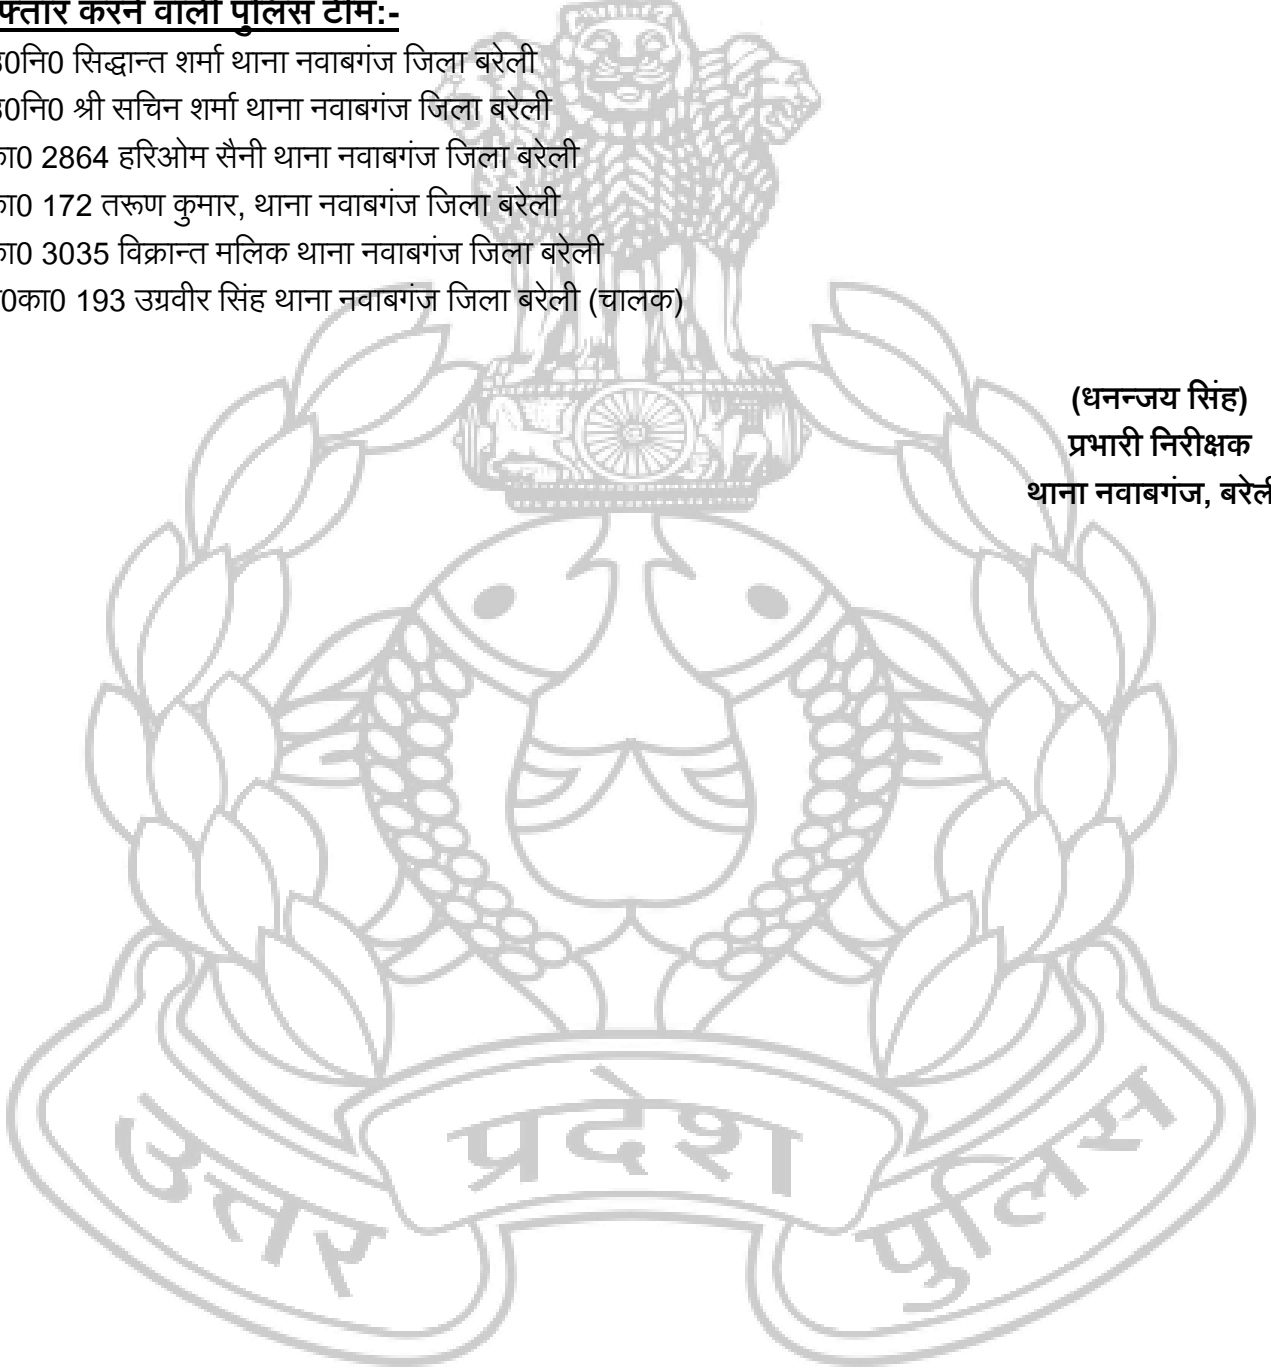 फ्तार करने वाली पुलिस टीम:-
0नि0 सिद्धान्त शर्मा थाना नवाबगंज जिला बरेली
0नि0 श्री सचिन शर्मा थाना नवाबगंज जिला बरेली
का0 2864 हरिओम सैनी थाना नवाबगंज जिला बरेली
का0 172 तरूण कुमार, थाना नवाबगंज जिला बरेली
का0 3035 विक्रान्त मलिक थाना नवाबगंज जिला बरेली
0का0 193 उग्रवीर सिंह थाना नवाबगंज जिला बरेली (चालक)
(धनन्जय सिंह)
प्रभारी निरीक्षक
थाना नवाबगंज, बरेली
उत्तर प्रदेश पुलिस